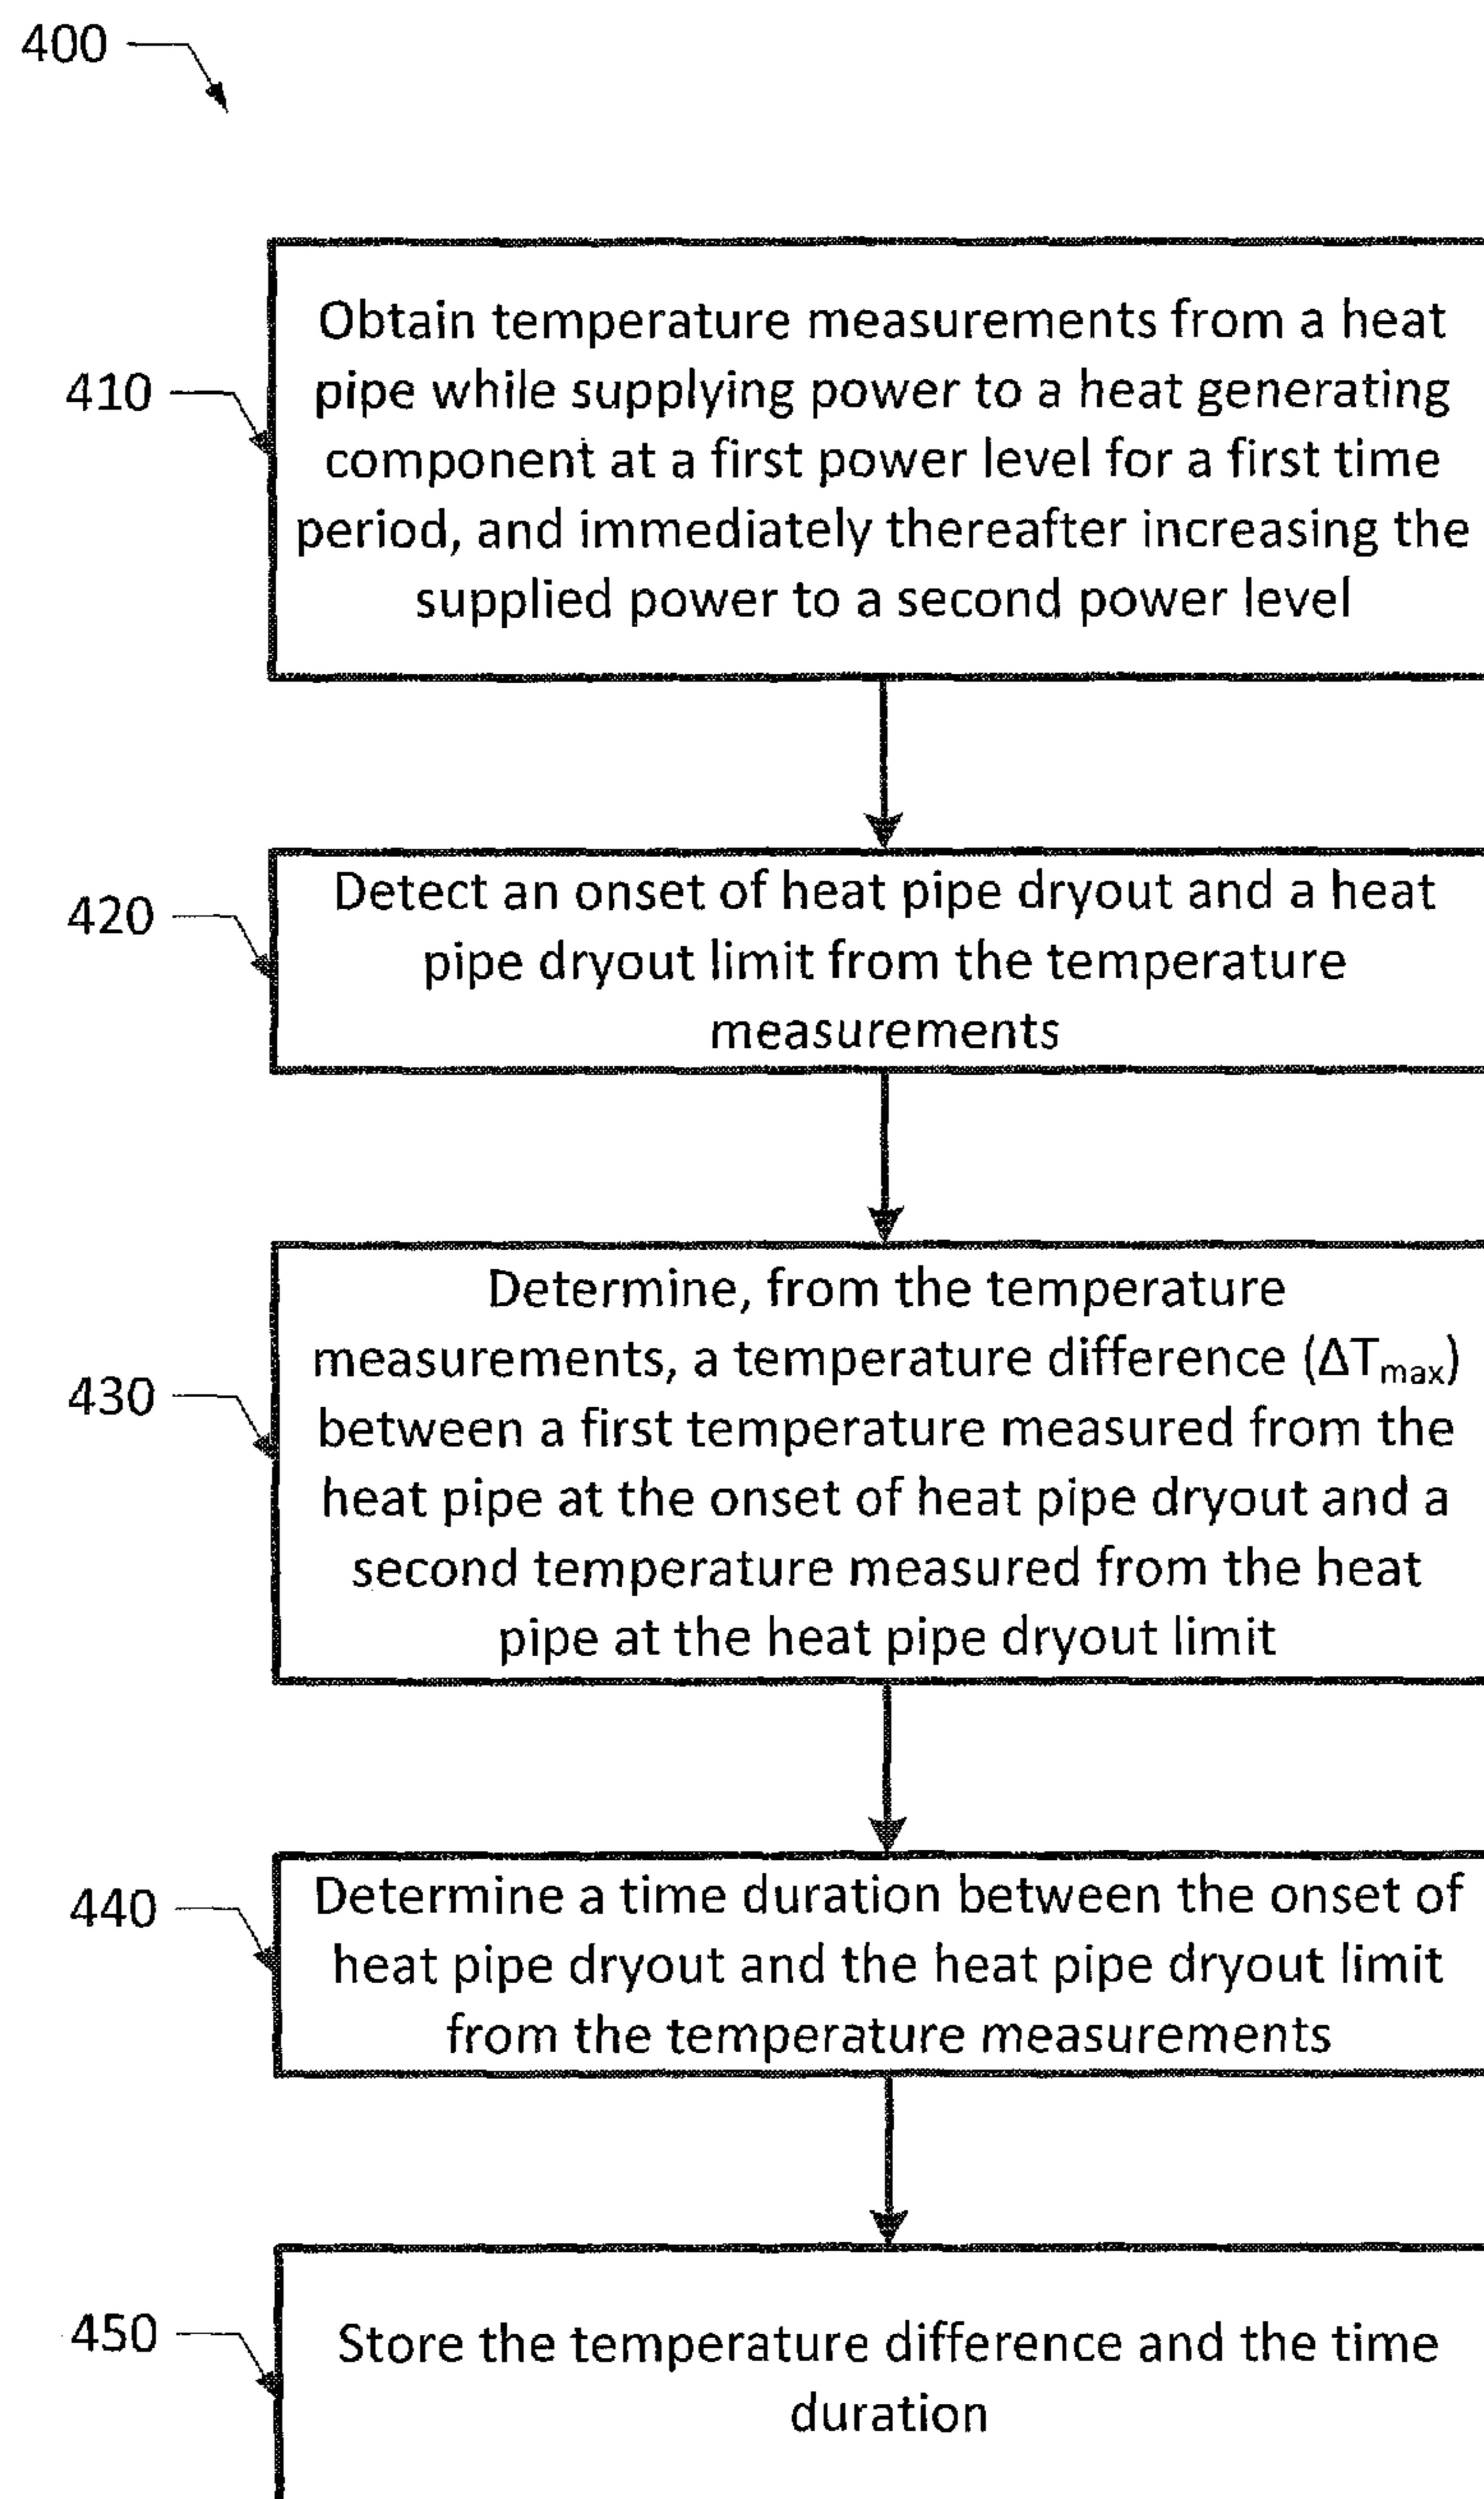 400
410
Obtain temperature measurements from a heat
pipe while supplying power to a heat generating
component at a first power level for a first time
period, and immediately thereafter increasing the
supplied power to a second power level
420
Detect an onset of heat pipe dryout and a heat
pipe dryout limit from the temperature
measurements
430
Determine, from the temperature
measurements, a temperature difference (ΔTmax)
between a first temperature measured from the
heat pipe at the onset of heat pipe dryout and a
second temperature measured from the heat
pipe at the heat pipe dryout limit
440
Determine a time duration between the onset of
heat pipe dryout and the heat pipe dryout limit
from the temperature measurements
450
Store the temperature difference and the time
duration